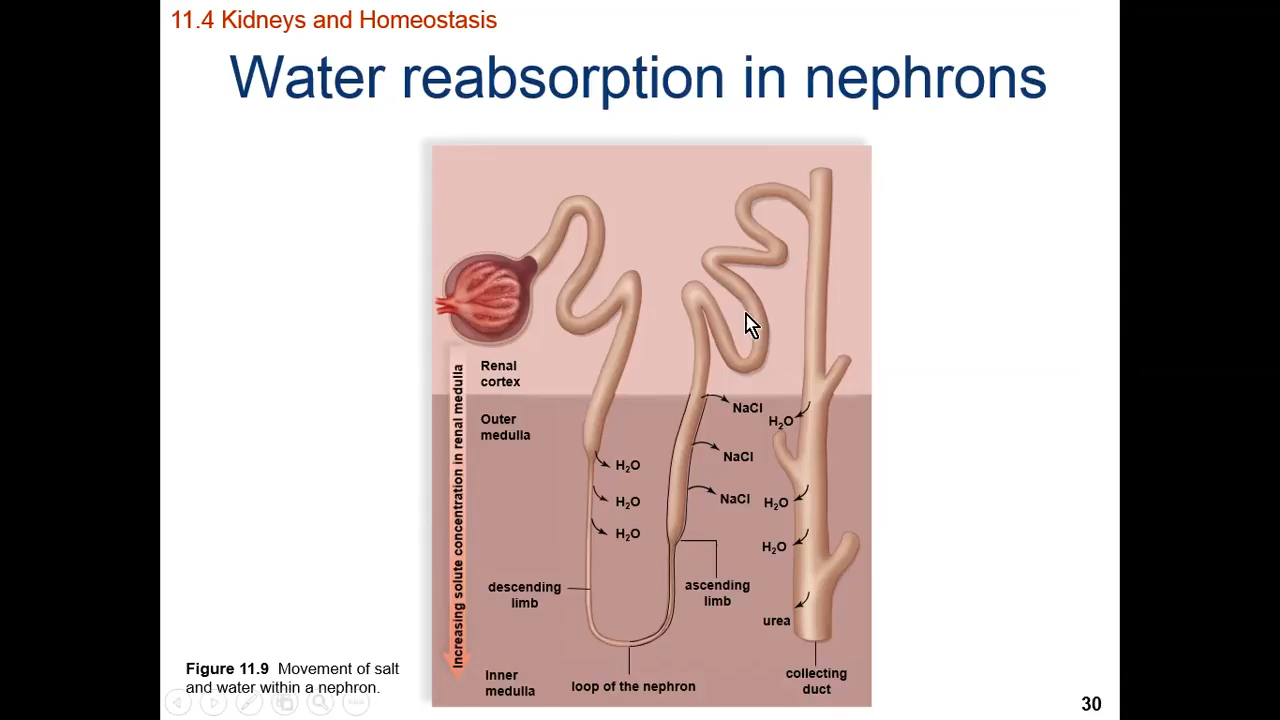 11.4 Kidneys and Homeostasis
Water reabsorption in nephrons
Increasing solute concentration in renal medulla
Renal
cortex
Outer
medulla
NaCl
H₂O
NaCl
H₂O
NaCl
H₂O
H₂O
H₂O
H₂O
descending
limb
ascending
limb
urea
Inner
medulla
loop of the nephron
collecting
duct
Figure 11.9 Movement of salt
and water within a nephron.
30